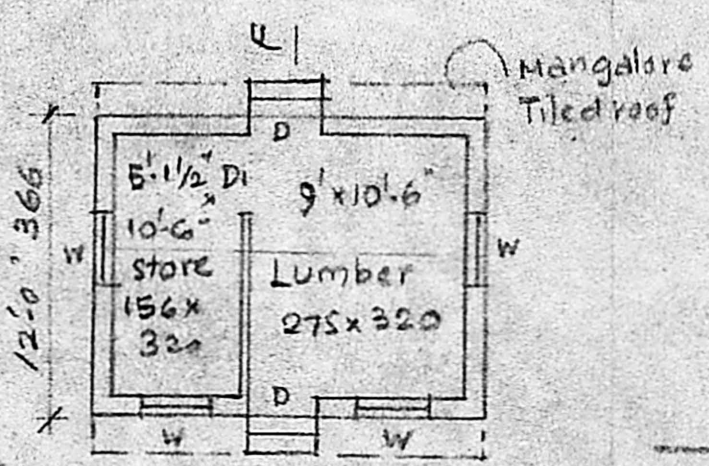 F
Mangalore
Tiled roof
D
5'-1½" D1
9'x10'-6"
10'-6"
12'-0" 366
W
W
store
Lumber
156x
275x320
320
D
W
W